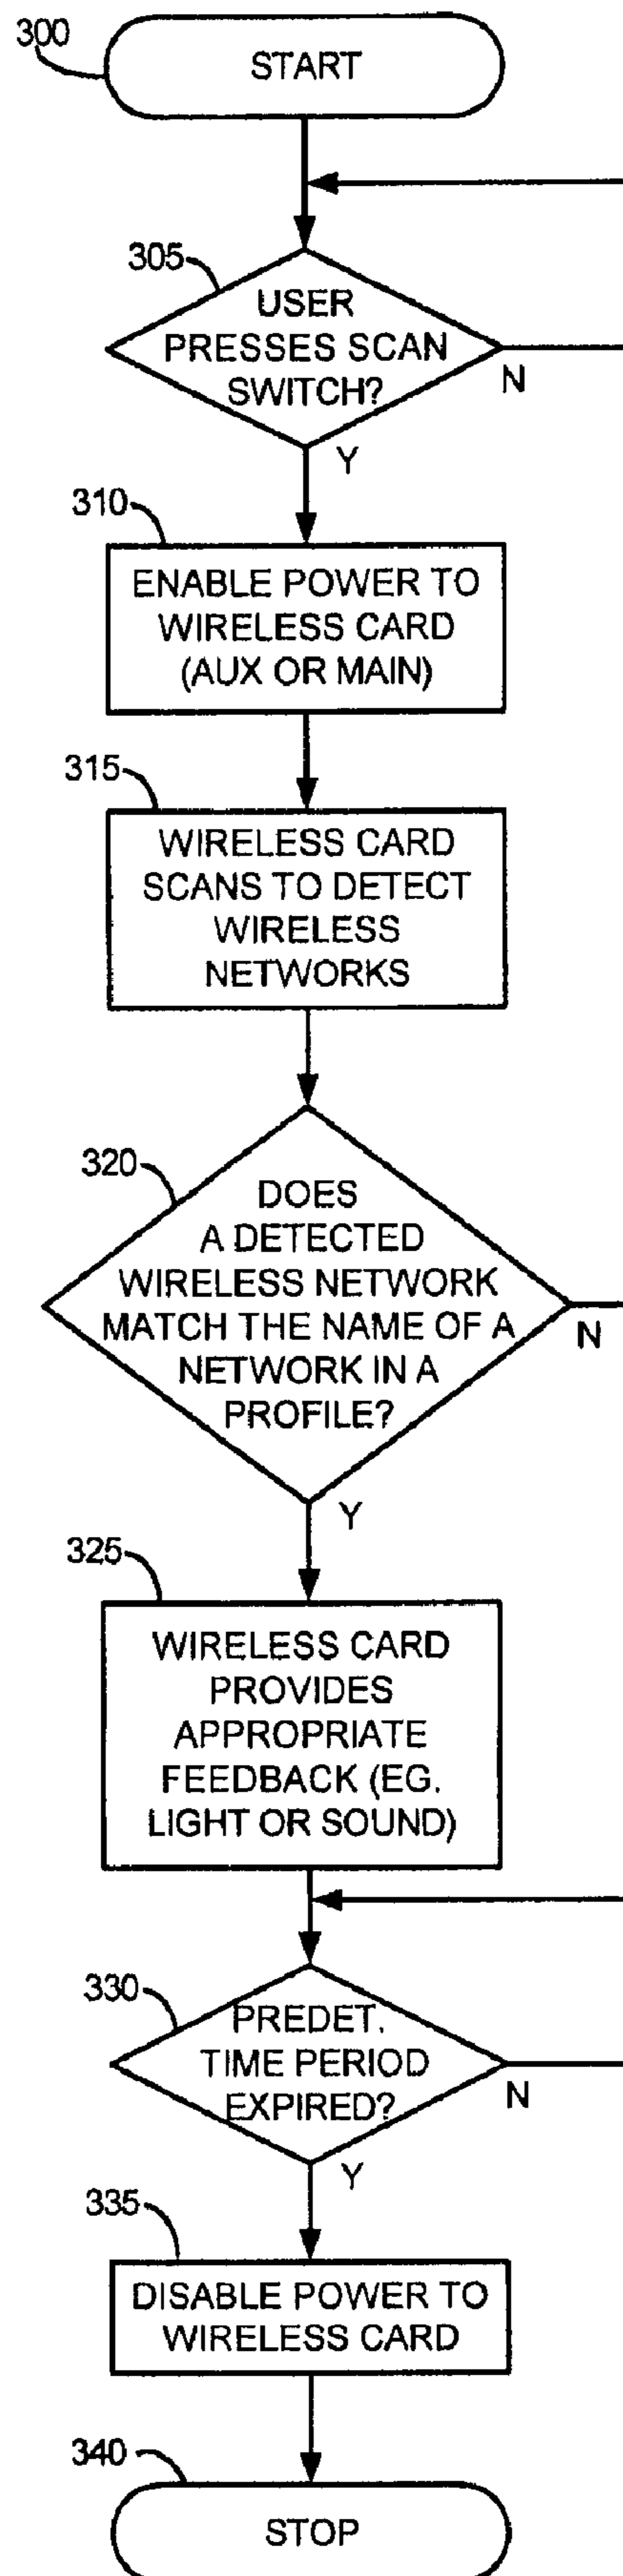 300
START
305
USER
PRESSES SCAN
SWITCH?
N
Y
310
ENABLE POWER TO
WIRELESS CARD
(AUX OR MAIN)
315
WIRELESS CARD
SCANS TO DETECT
WIRELESS
NETWORKS
320
DOES
A DETECTED
WIRELESS NETWORK
MATCH THE NAME OF A
NETWORK IN A
PROFILE?
N
Y
325
WIRELESS CARD
PROVIDES
APPROPRIATE
FEEDBACK (EG.
LIGHT OR SOUND)
330
PREDET.
TIME PERIOD
EXPIRED?
N
Y
335
DISABLE POWER TO
WIRELESS CARD
340
STOP